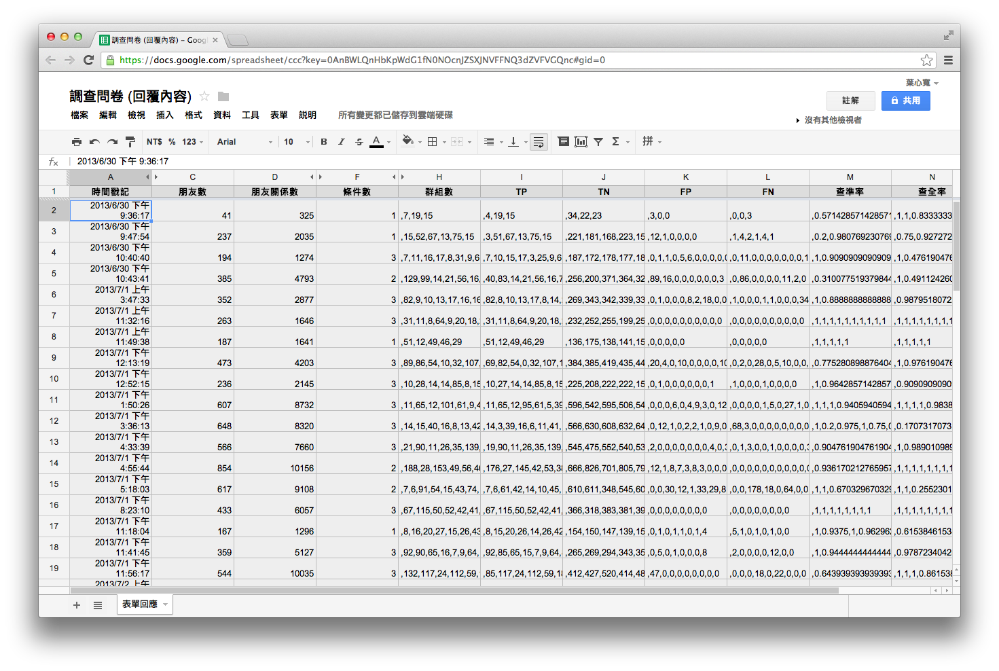 調查問卷 (回覆內容) – Goog
https://docs.google.com/spreadsheet/ccc?key=0AnBWLQnHbKpWdG1fN0NOcnJZSXJNVFFNQ3dZVFVGQnc#gid=0
葉心寬
調查問卷 (回覆內容)
註解 共用
檔案 編輯 檢視 插入 格式 資料 工具 表單 說明 所有變更都已儲存到雲端硬碟
沒有其他檢視者
NT$ % 123 Arial 10 B I S A Σ 拼
fx 2013/6/30 下午 9:36:17
A C D F H I J K L M N
1 時間戳記 朋友數 朋友關係數 條件數 群組數 TP TN FP FN 查準率 查全率
2 2013/6/30 下午 9:36:17 41 325 1 ,7,19,15 ,4,19,15 ,34,22,23 ,3,0,0 ,0,0,3 ,0.571428571428571 ,1,1,0.8333333
3 2013/6/30 下午 9:47:54 237 2035 1 ,15,52,67,13,75,15 ,3,51,67,13,75,15 ,221,181,168,223,15 ,12,1,0,0,0,0 ,1,4,2,1,4,1 ,0.2,0.980769230769 ,0.75,0.927272
4 2013/6/30 下午 10:40:40 194 1274 3 ,7,11,16,17,8,31,9,6 ,7,10,15,17,3,25,9,6 ,187,172,178,177,18 ,0,1,1,0,5,6,0,0,0,0,0 ,0,11,0,0,0,0,0,0,0,1 ,1,0.9090909090909 ,1,0.476190476
5 2013/6/30 下午 10:43:41 385 4793 2 ,129,99,14,21,56,16, ,40,83,14,21,56,16,7 ,256,200,371,364,32 ,89,16,0,0,0,0,0,0,3 ,0,86,0,0,0,0,11,2,0 ,0.310077519379844 ,1,0.491124260
6 2013/7/1 上午 3:47:33 352 2877 3 ,82,9,10,13,17,16,16 ,82,8,10,13,17,8,14, ,269,343,342,339,33 ,0,1,0,0,0,8,2,18,0,0 ,1,0,0,0,1,1,0,0,0,34 ,1,0.8888888888888 ,0.9879518072
7 2013/7/1 上午 11:32:16 263 1646 3 ,31,11,8,64,9,20,18, ,31,11,8,64,9,20,18, ,232,252,255,199,25 ,0,0,0,0,0,0,0,0,0,0 ,0,0,0,0,0,0,0,0,0,0 ,1,1,1,1,1,1,1,1,1,1 ,1,1,1,1,1,1,1,1
8 2013/7/1 上午 11:49:38 187 1641 1 ,51,12,49,46,29 ,51,12,49,46,29 ,136,175,138,141,15 ,0,0,0,0,0 ,0,0,0,0,0 ,1,1,1,1,1 ,1,1,1,1,1
9 2013/7/1 下午 12:13:19 473 4203 3 ,89,86,54,10,32,107, ,69,82,54,0,32,107,1 ,384,385,419,435,44 ,20,4,0,10,0,0,0,0,10 ,0,2,0,28,0,5,10,0,0, ,0.775280898876404 ,1,0.976190476
10 2013/7/1 下午 12:52:15 236 2145 3 ,10,28,14,14,85,8,15 ,10,27,14,14,85,8,15 ,225,208,222,222,15 ,0,1,0,0,0,0,0,0,1 ,1,0,0,0,1,0,0,0,0 ,1,0.9642857142857 ,0.9090909090
11 2013/7/1 下午 1:50:26 607 8732 3 ,11,65,12,101,61,9,4 ,11,65,12,95,61,5,39 ,596,542,595,506,54 ,0,0,0,6,0,4,9,3,0,12 ,0,0,0,0,1,5,0,27,1,0 ,1,1,1,0.9405940594 ,1,1,1,1,0.9838
12 2013/7/1 下午 3:36:13 648 8320 3 ,14,15,40,16,8,13,42 ,14,3,39,16,6,11,41, ,566,630,608,632,64 ,0,12,1,0,2,2,1,0,9,0 ,68,3,0,0,0,0,0,0,0,0 ,1,0.2,0.975,1,0.75,0 ,0.1707317073
13 2013/7/1 下午 4:33:39 566 7660 3 ,21,90,11,26,35,139, ,19,90,11,26,35,139, ,545,475,552,540,53 ,2,0,0,0,0,0,0,0,4,0, ,0,1,3,0,0,1,0,0,0,0, ,0.904761904761904 ,1,0.989010989
14 2013/7/1 下午 4:55:44 854 10156 2 ,188,28,153,49,56,40 ,176,27,145,42,53,38 ,666,826,701,805,79 ,12,1,8,7,3,8,3,0,0,0 ,0,0,0,0,0,0,0,0,0,0,0 ,0.936170212765957 ,1,1,1,1,1,1,1,1
15 2013/7/1 下午 5:18:03 617 9108 2 ,7,6,91,54,15,43,74, ,7,6,61,42,14,10,45, ,610,611,348,545,60 ,0,0,30,12,1,33,29,8 ,0,0,178,18,0,64,0,0 ,1,1,0.670329670329 ,1,1,0.2552301
16 2013/7/1 下午 8:23:10 433 6057 3 ,67,115,50,52,42,41, ,67,115,50,52,42,41, ,366,318,383,381,39 ,0,0,0,0,0,0,0,0 ,0,0,0,0,0,0,0,0 ,1,1,1,1,1,1,1,1 ,1,1,1,1,1,1,1,1
17 2013/7/1 下午 11:18:04 167 1296 1 ,8,16,20,27,15,26,43 ,8,15,20,26,14,26,42 ,154,150,147,139,15 ,0,1,0,1,1,0,1,4 ,5,1,0,1,0,1,0,0 ,1,0.9375,1,0.962962 ,0.615384615
18 2013/7/1 下午 11:41:45 359 5127 3 ,92,90,65,16,7,9,64, ,92,85,65,15,7,9,64, ,265,269,294,343,35 ,0,5,0,1,0,0,0,8 ,2,0,0,0,0,12,0,0 ,1,0.9444444444444 ,0.9787234042
19 2013/7/1 下午 11:56:17 544 10035 3 ,132,117,24,112,59, ,85,117,24,112,59,18 ,412,427,520,414,48 ,47,0,0,0,0,0,0,0,0 ,0,0,0,18,0,22,0,0,0 ,0.643939393939393 ,1,1,1,0.861538
2013/7/2 上午
表單回應